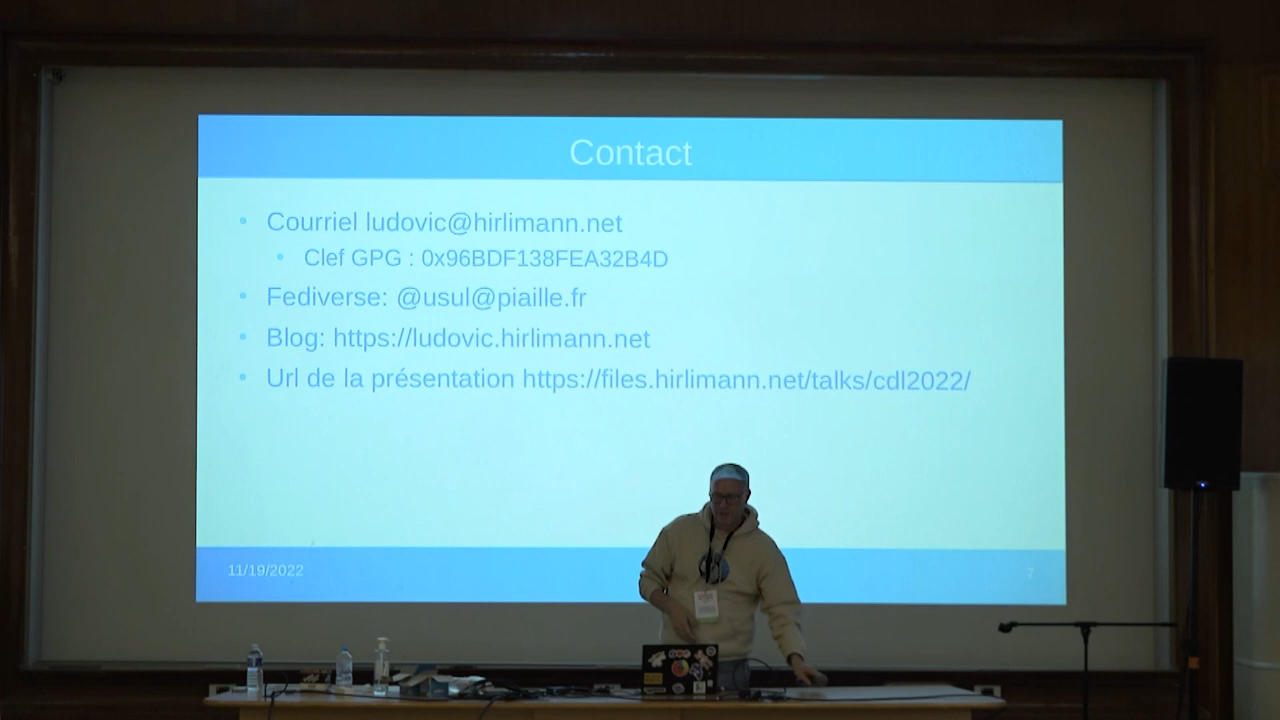 Contact
Courriel ludovic@hirlimann.net
Clef GPG : 0x96BDF138FEA32B4D
Fediverse: @usul@piaille.fr
Blog: https://ludovic.hirlimann.net
Url de la présentation https://files.hirlimann.net/talks/cdl2022/
11/19/2022
7